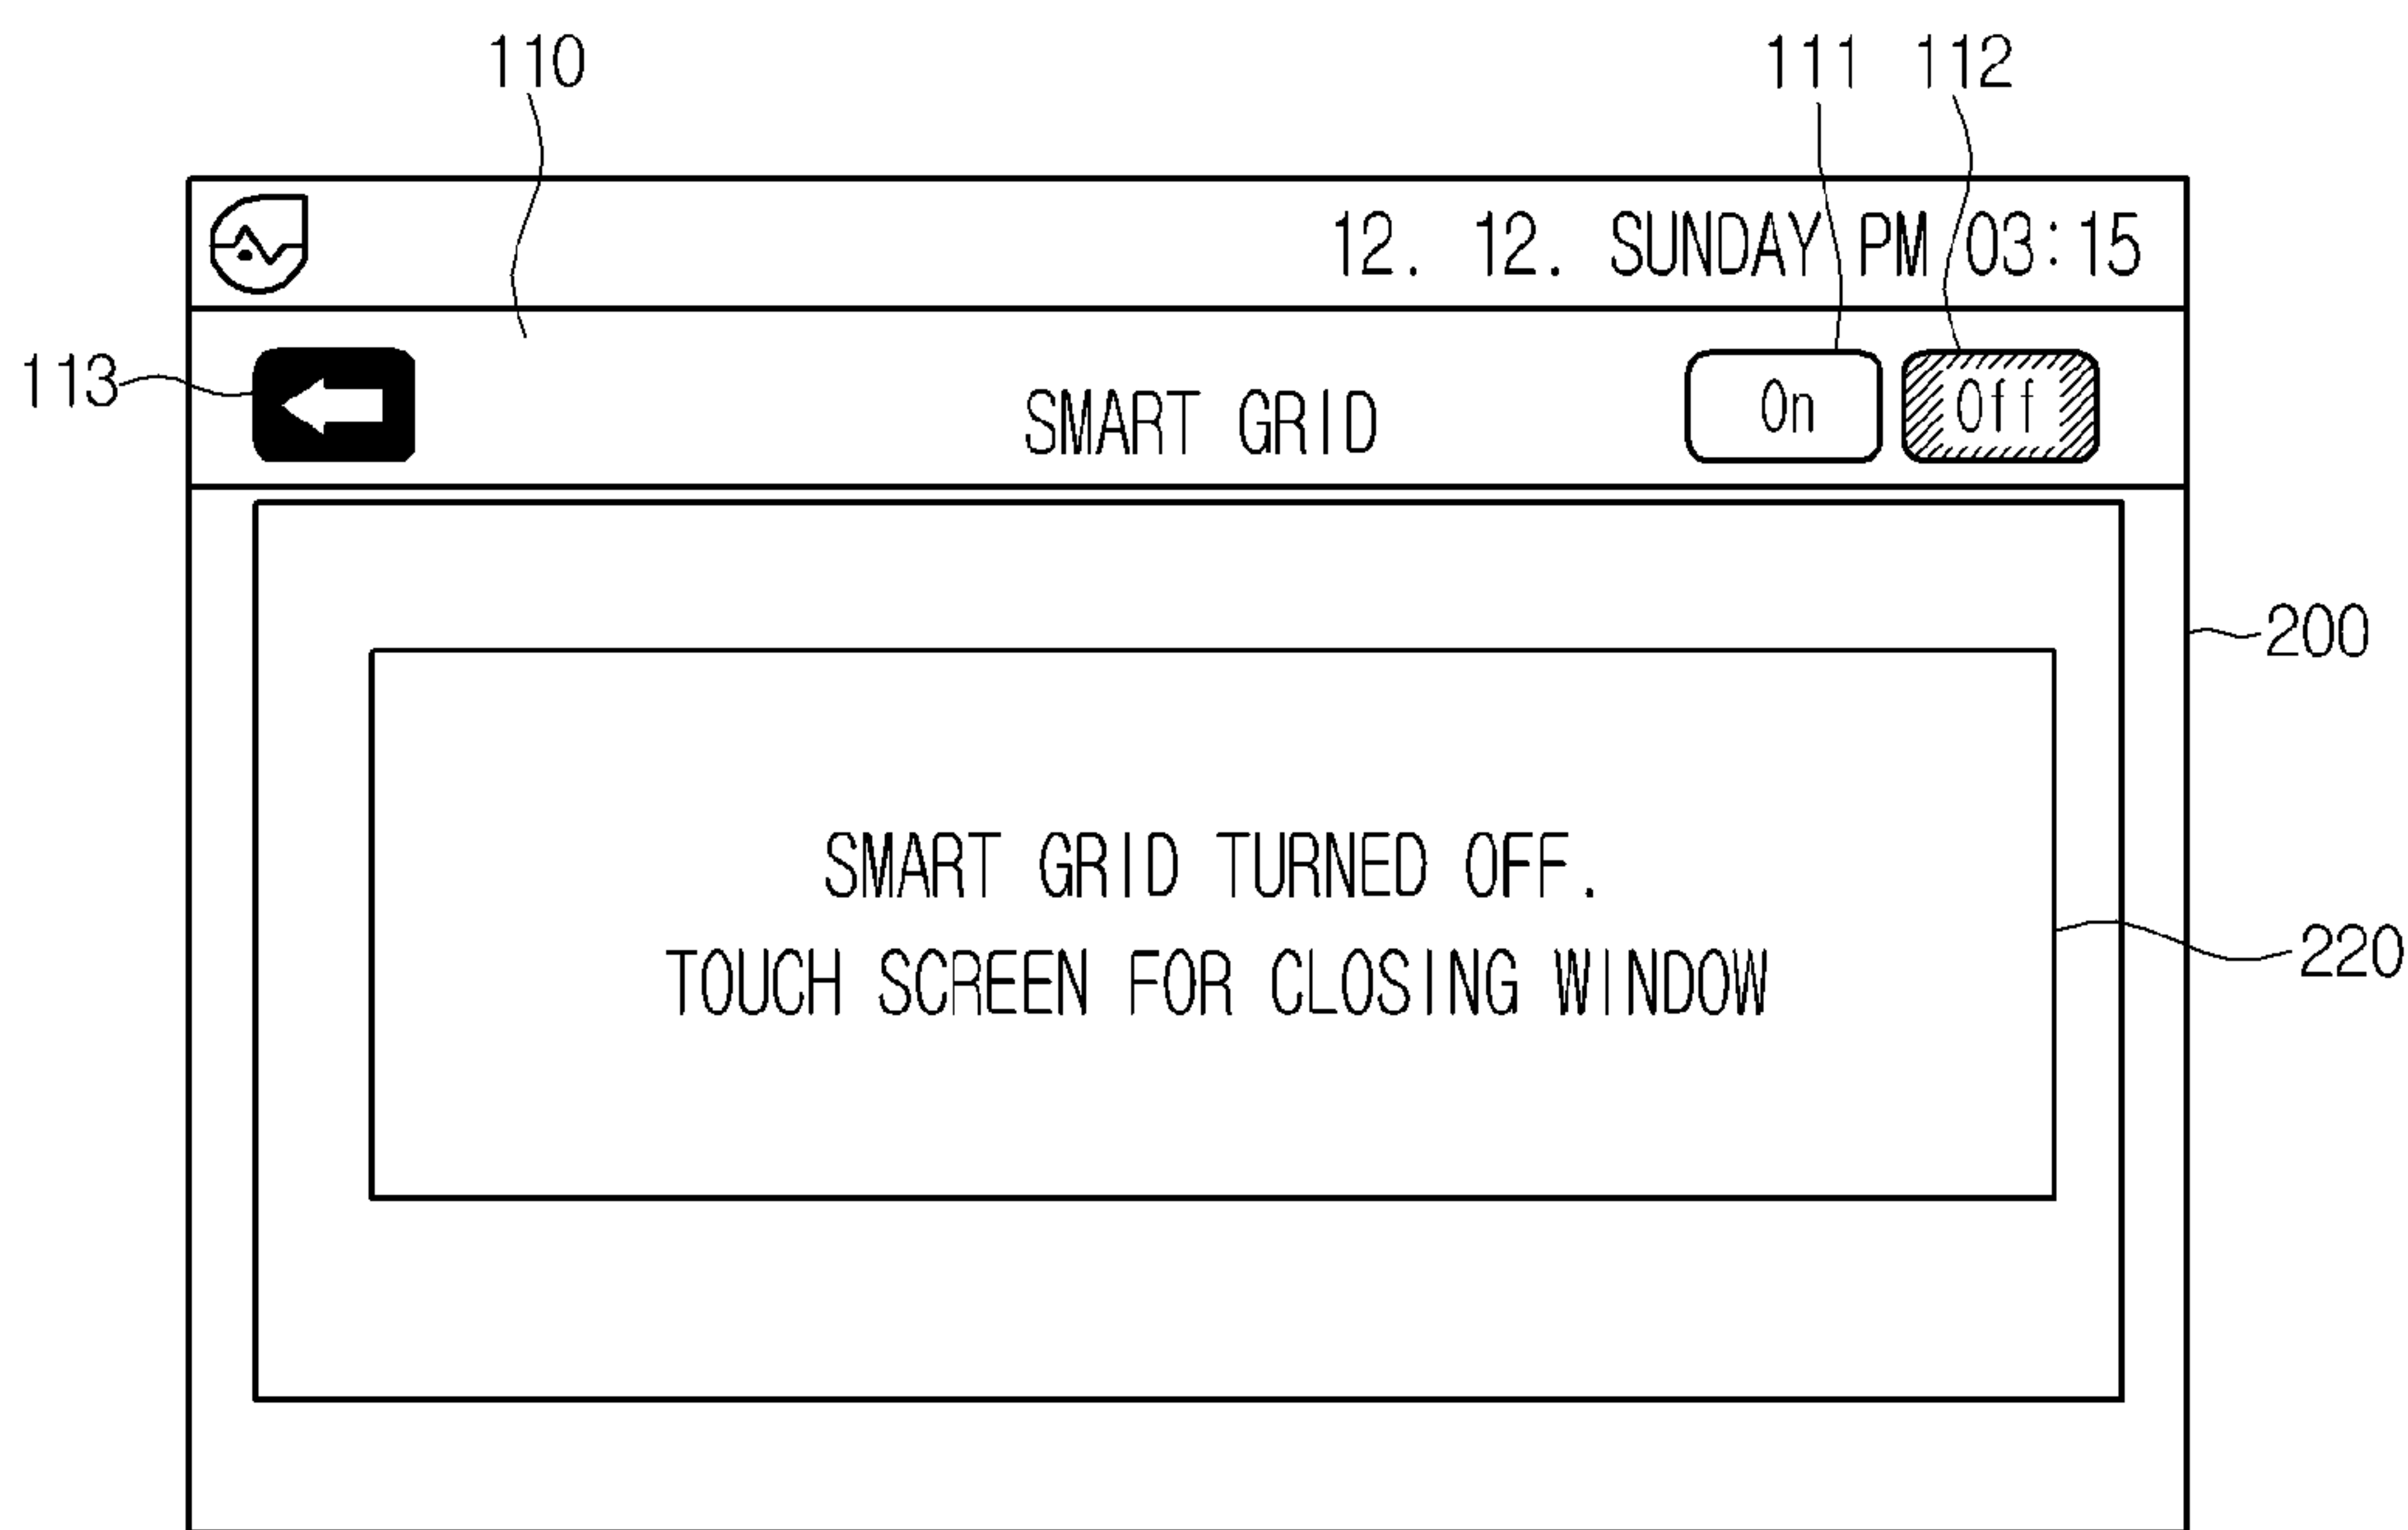 110
111 112
12. 12. SUNDAY PM 03:15
113
SMART GRID
On
Off
200
SMART GRID TURNED OFF.
220
TOUCH SCREEN FOR CLOSING WINDOW